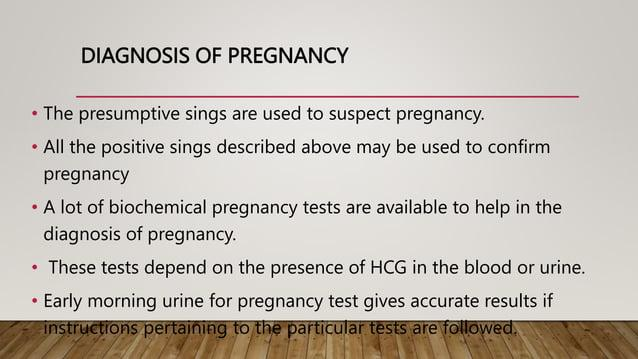 DIAGNOSIS OF PREGNANCY
• The presumptive sings are used to suspect pregnancy.
• All the positive sings described above may be used to confirm
pregnancy
• A lot of biochemical pregnancy tests are available to help in the
diagnosis of pregnancy.
• These tests depend on the presence of HCG in the blood or urine.
• Early morning urine for pregnancy test gives accurate results if
instructions pertaining to the particular tests are followed.